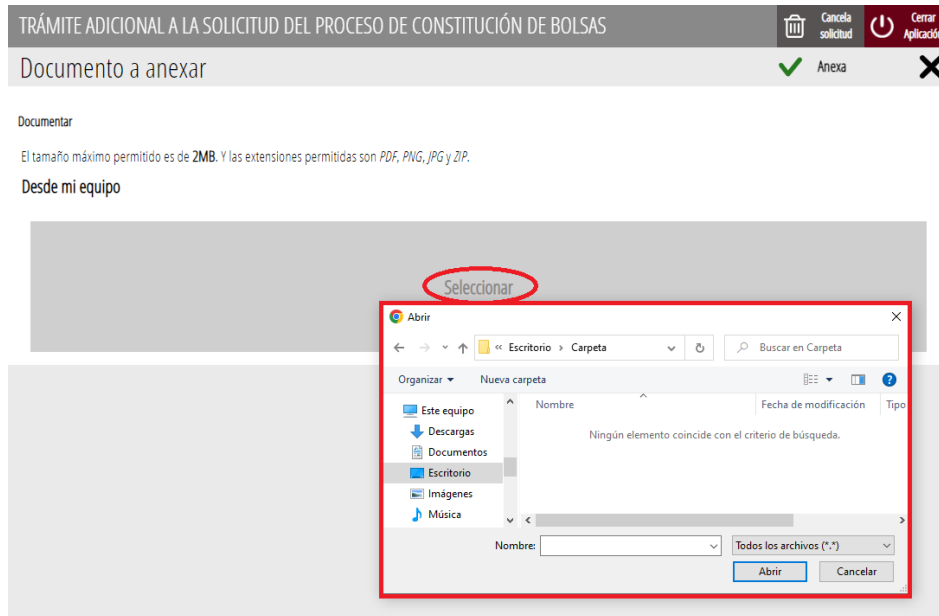 TRÁMITE ADICIONAL A LA SOLICITUD DEL PROCESO DE CONSTITUCIÓN DE BOLSAS
Cancela
solicitud
Cerrar
Aplicación
Documento a anexar
Anexa
Documentar
El tamaño máximo permitido es de 2MB. Y las extensiones permitidas son PDF, PNG, JPG y ZIP.
Desde mi equipo
Seleccionar
Abrir
« Escritorio › Carpeta
Buscar en Carpeta
Organizar
Nueva carpeta
Este equipo
Descargas
Documentos
Escritorio
Imágenes
Música
Nombre
Fecha de modificación
Tipo
Ningún elemento coincide con el criterio de búsqueda.
Nombre:
Todos los archivos (*.*)
Abrir
Cancelar